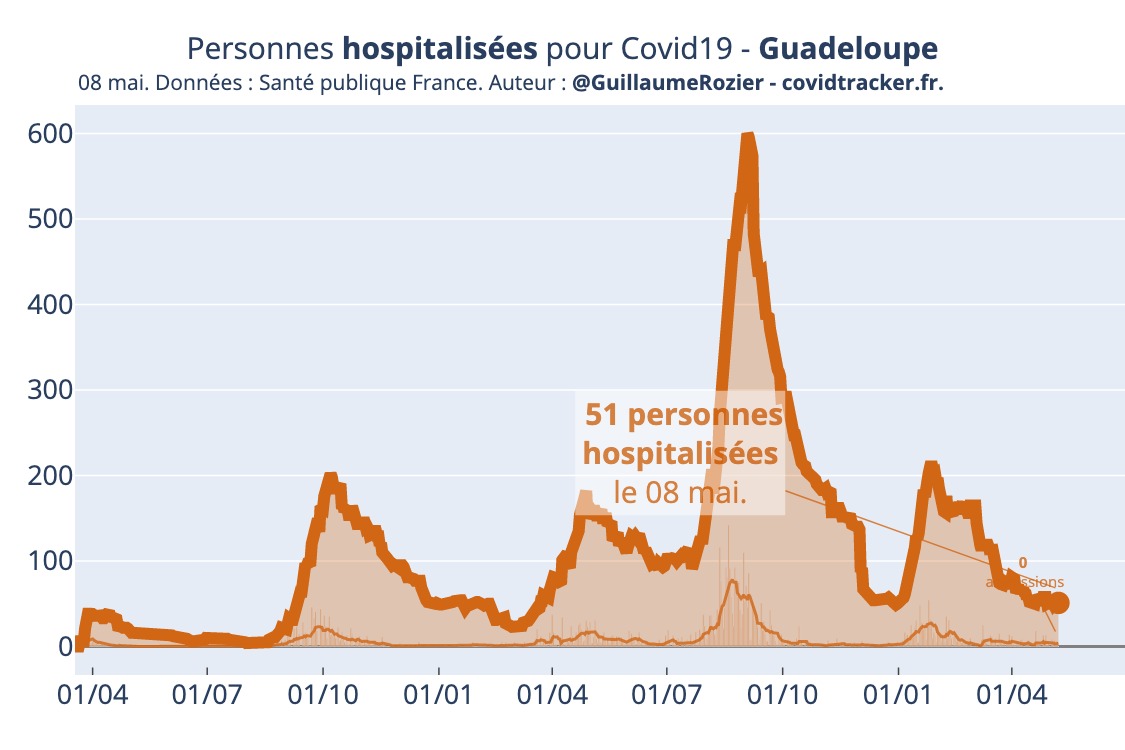 Personnes hospitalisées pour Covid19 - Guadeloupe
08 mai. Données : Santé publique France. Auteur : @GuillaumeRozier - covidtracker.fr.
600
500
400
300
200
100
0
51 personnes
hospitalisées
le 08 mai.
0
01/04 01/07 01/10 01/01 01/04 01/07 01/10 01/01 01/04